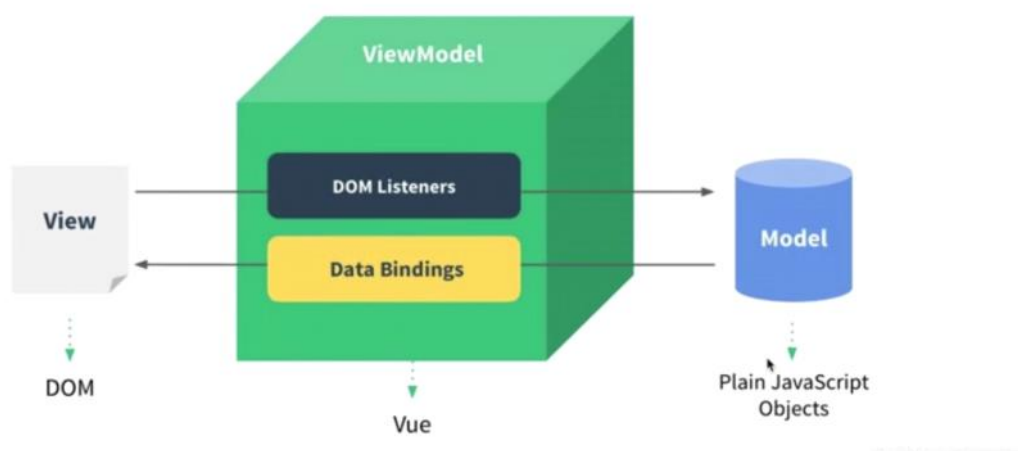 ViewModel
DOM Listeners
View
Model
Data Bindings
DOM
Plain JavaScript
Objects
Vue